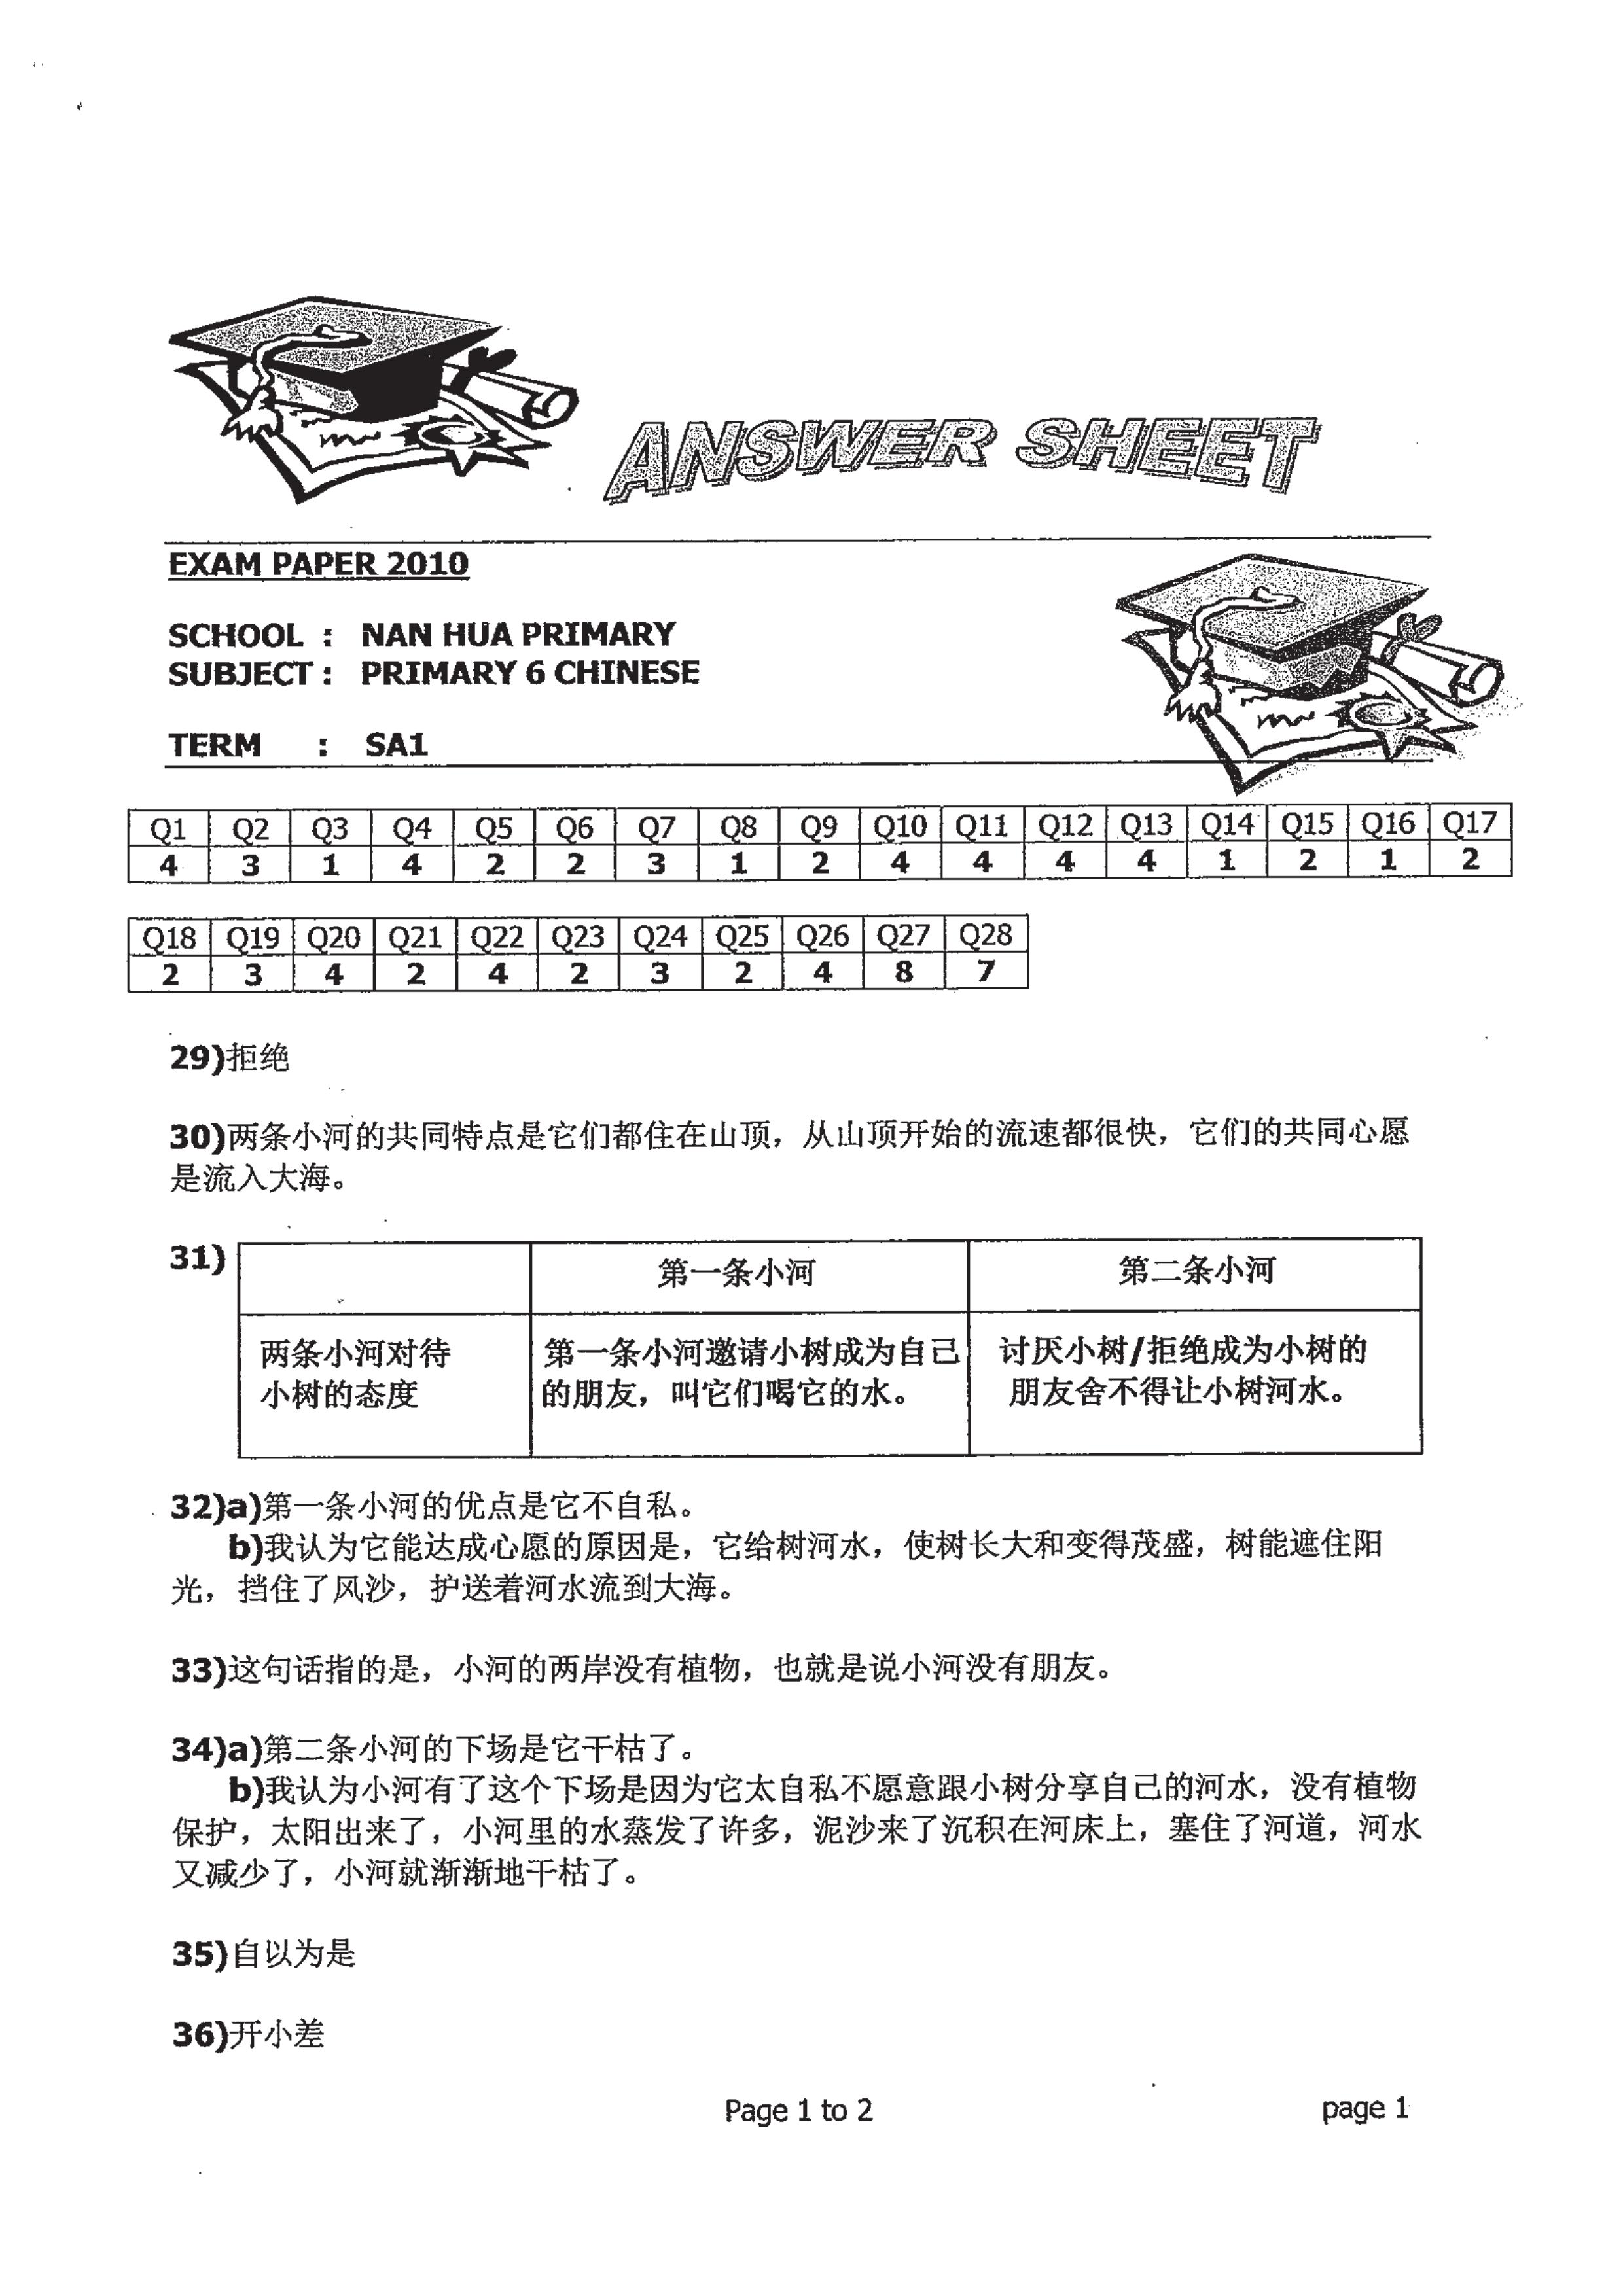 ANSWER SHEET
EXAM PAPER 2010
SCHOOL : NAN HUA PRIMARY
SUBJECT : PRIMARY 6 CHINESE
TERM : SA1
Q1 Q2 Q3 Q4 Q5 Q6 Q7 Q8 Q9 Q10 Q11 Q12 Q13 Q14 Q15 Q16 Q17
4 3 1 4 2 2 3 1 2 4 4 4 4 1 2 1 2
Q18 Q19 Q20 Q21 Q22 Q23 Q24 Q25 Q26 Q27 Q28
2 3 4 2 4 2 3 2 4 8 7
29)拒绝
30)两条小河的共同特点是它们都住在山顶，从山顶开始的流速都很快，它们的共同心愿
是流入大海。
31) 第一条小河 第二条小河
两条小河对待 第一条小河邀请小树成为自己 讨厌小树/拒绝成为小树的
小树的态度 的朋友，叫它们喝它的水。 朋友舍不得让小树河水。
32)a)第一条小河的优点是它不自私。
b)我认为它能达成心愿的原因是，它给树河水，使树长大和变得茂盛，树能遮住阳
光，挡住了风沙，护送着河水流到大海。
33)这句话指的是，小河的两岸没有植物，也就是说小河没有朋友。
34)a)第二条小河的下场是它干枯了。
b)我认为小河有了这个下场是因为它太自私不愿意跟小树分享自己的河水，没有植物
保护，太阳出来了，小河里的水蒸发了许多，泥沙来了沉积在河床上，塞住了河道，河水
又减少了，小河就渐渐地干枯了。
35)自以为是
36)开小差
Page 1 to 2 page 1